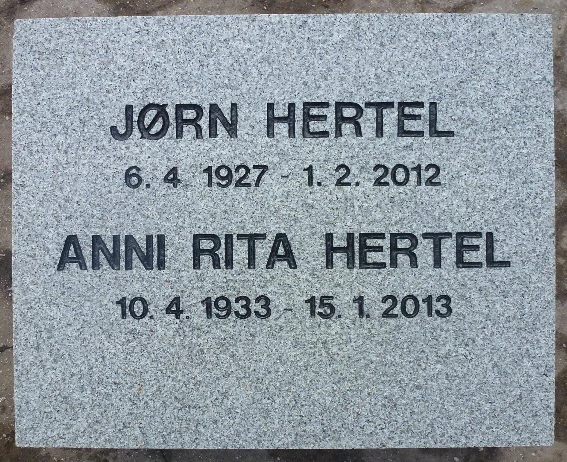 JØRN HERTEL
6. 4 1927 - 1. 2. 2012
ANNI RITA HERTEL
10. 4. 1933 - 15. 1. 2013